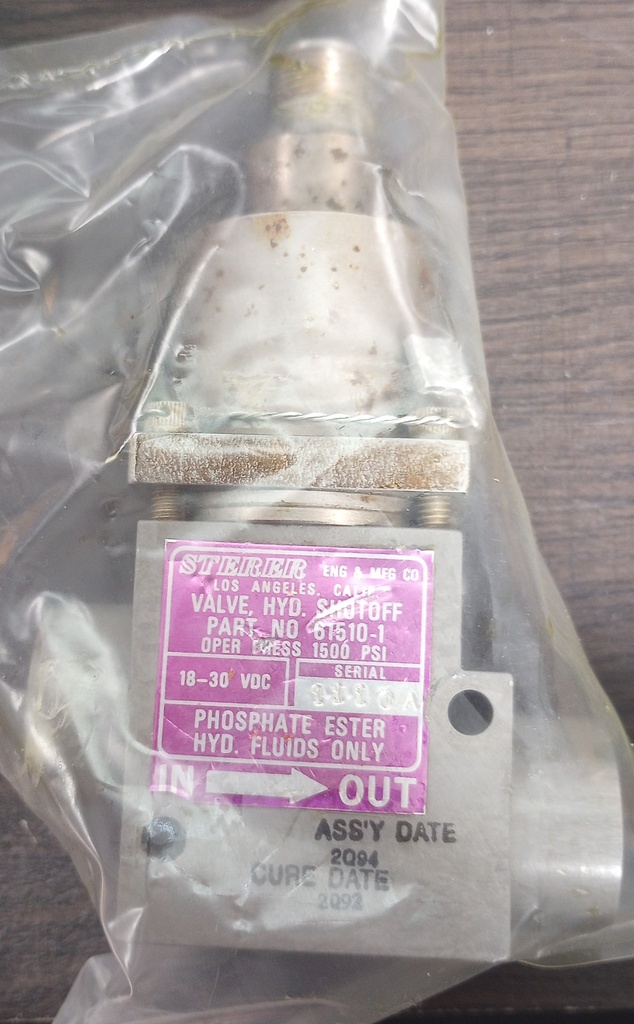 STERER ENG & MFG CO
LOS ANGELES, CALIF.
VALVE, HYD. SHUTOFF
PART NO 61510-1
OPER PRESS 1500 PSI
18-30 VDC
SERIAL
PHOSPHATE ESTER
HYD. FLUIDS ONLY
IN OUT
ASS'Y DATE
2Q94
CURE DATE
2Q92